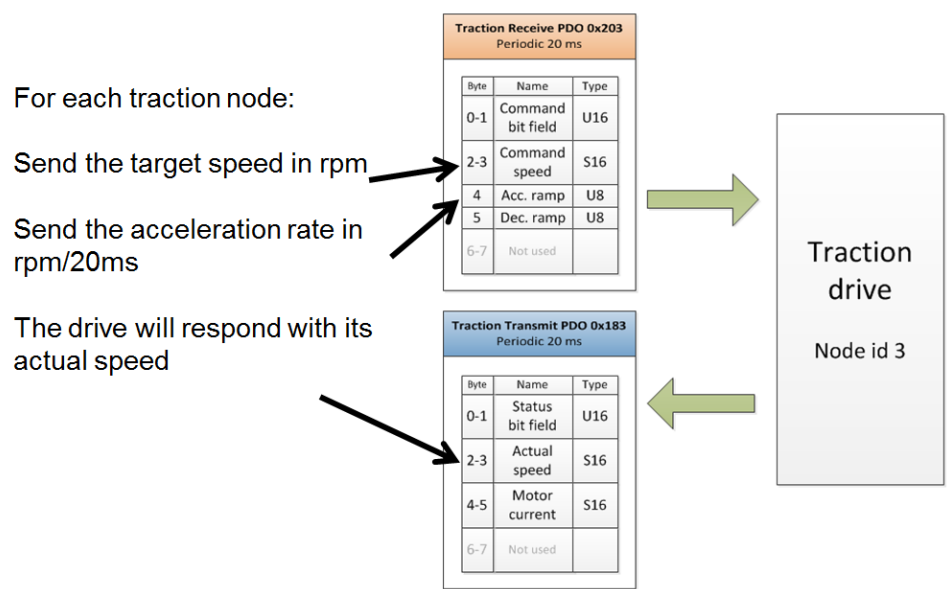 For each traction node:
Send the target speed in rpm
Send the acceleration rate in
rpm/20ms
The drive will respond with its
actual speed
Traction Receive PDO 0x203
Periodic 20 ms
Byte Name Type
0-1 Command bit field U16
2-3 Command speed S16
4 Acc. ramp U8
5 Dec. ramp U8
6-7 Not used
Traction Transmit PDO 0x183
Periodic 20 ms
Byte Name Type
0-1 Status bit field U16
2-3 Actual speed S16
4-5 Motor current S16
6-7 Not used
Traction
drive
Node id 3